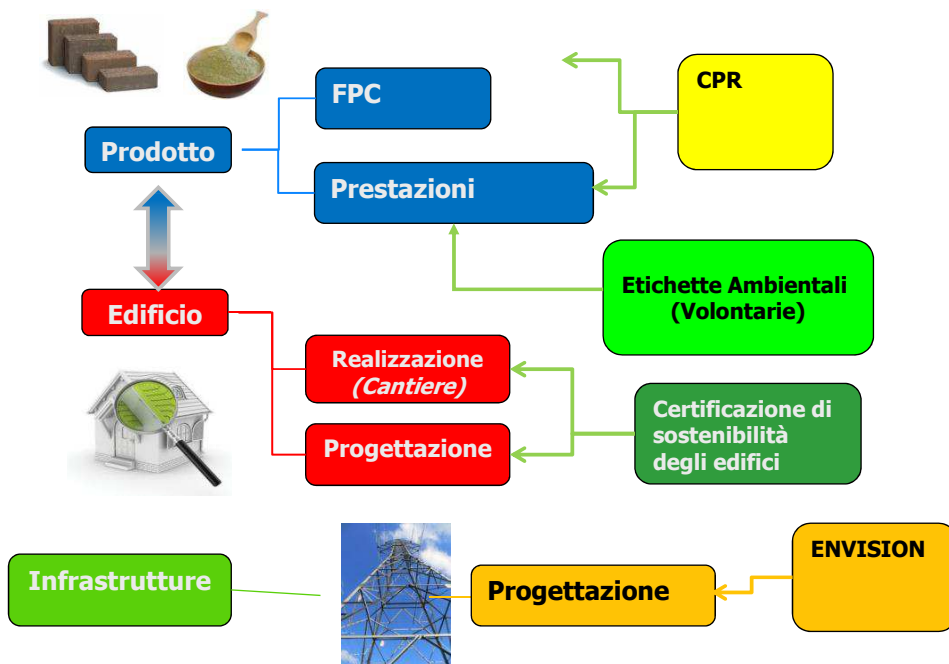 FPC
CPR
Prodotto
Prestazioni
Etichette Ambientali
(Volontarie)
Edificio
Realizzazione
(Cantiere)
Certificazione di
sostenibilità
degli edifici
Progettazione
ENVISION
Infrastrutture
Progettazione